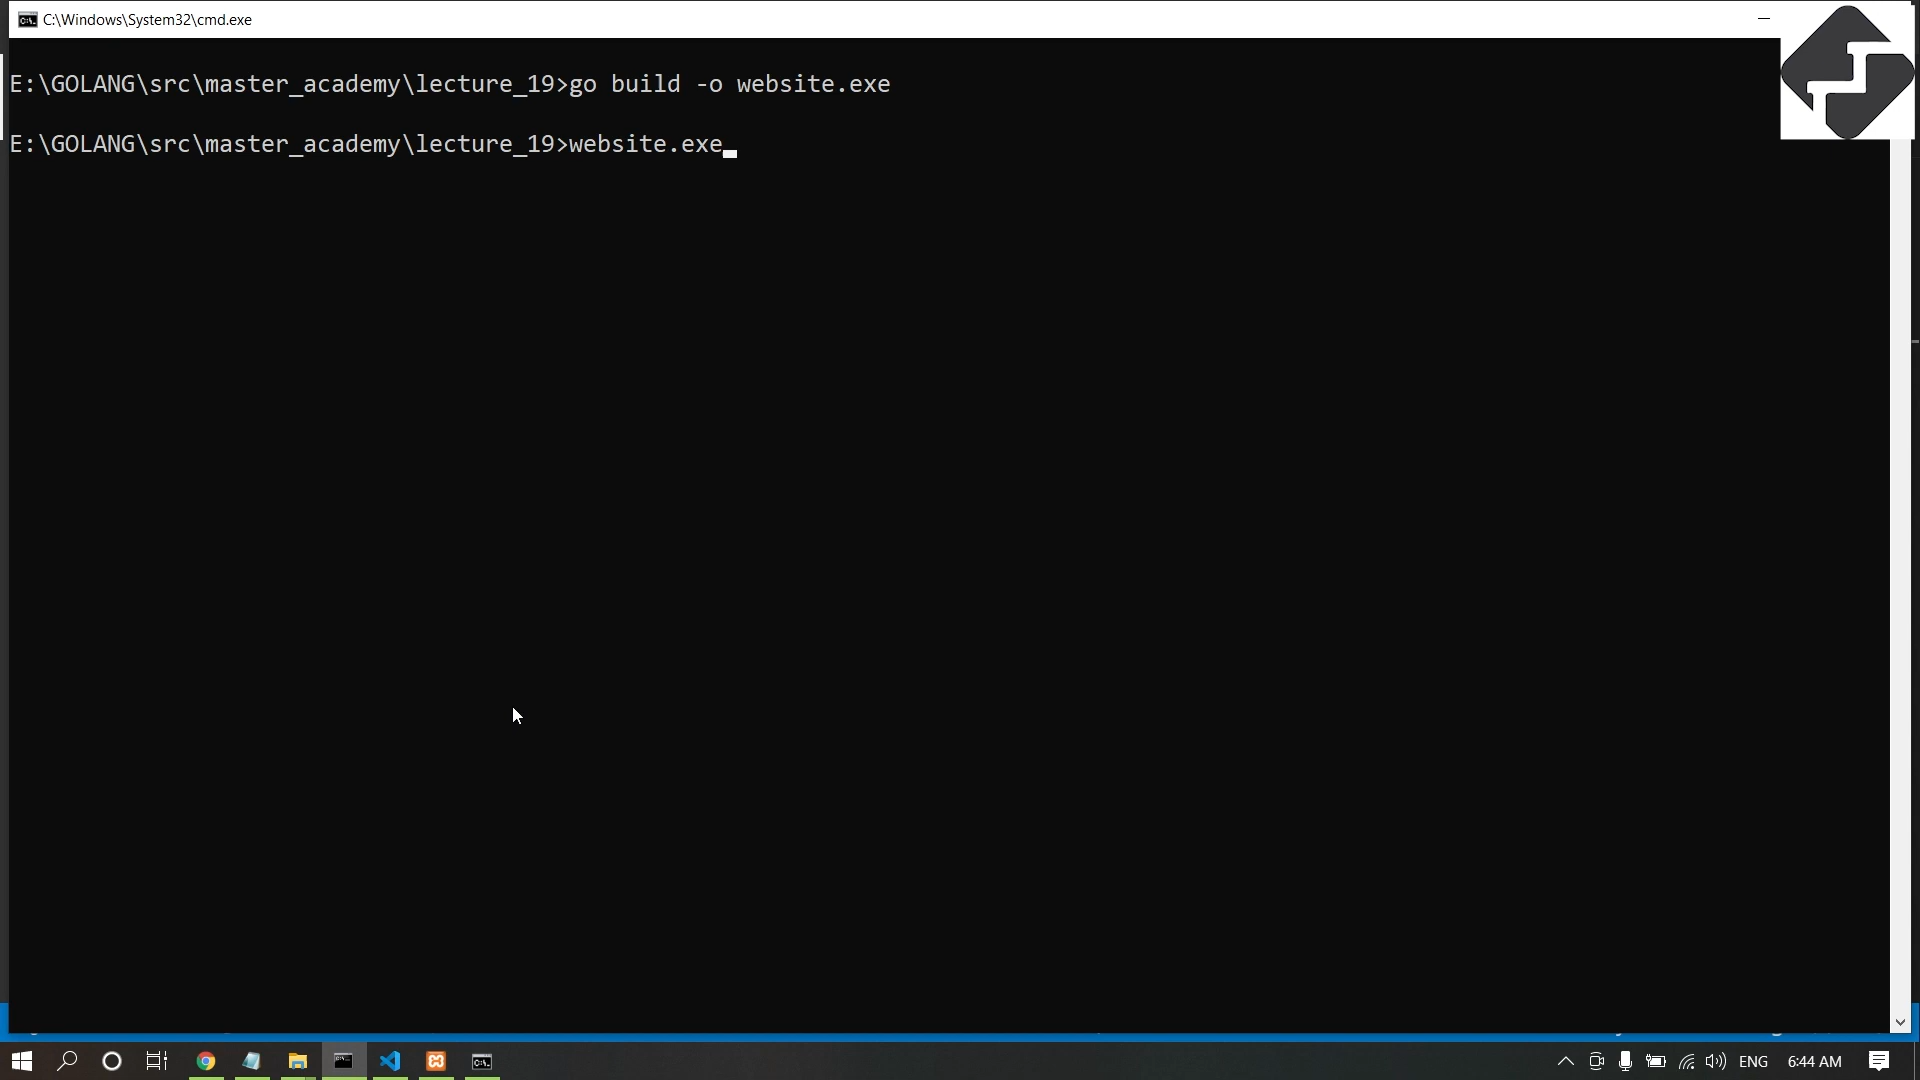 C:\Windows\System32\cmd.exe
E:\GOLANG\src\master_academy\lecture_19>go build -o website.exe
E:\GOLANG\src\master_academy\lecture_19>website.exe
ENG
6:44 AM